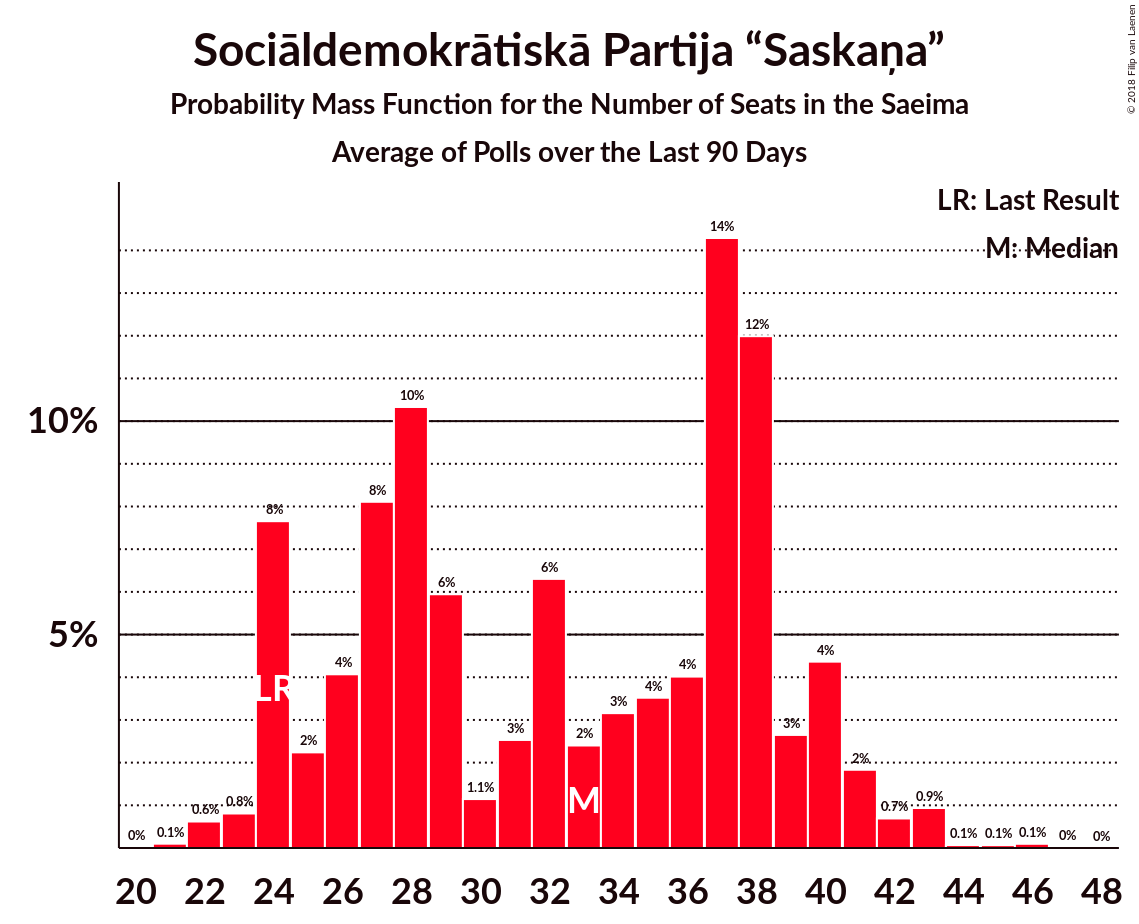 Sociāldemokrātiskā Partija “Saskaņa”
Probability Mass Function for the Number of Seats in the Saeima
Average of Polls over the Last 90 Days
© 2018 Filip van Laenen
LR: Last Result
M: Median
10%
5%
0% 0.1% 0.6% 0.8% 8% 2% 4% 8% 10% 6% 1.1% 3% 6% 2% 3% 4% 4% 14% 12% 3% 4% 2% 0.7% 0.9% 0.1% 0.1% 0.1% 0% 0%
LR
M
20 22 24 26 28 30 32 34 36 38 40 42 44 46 48